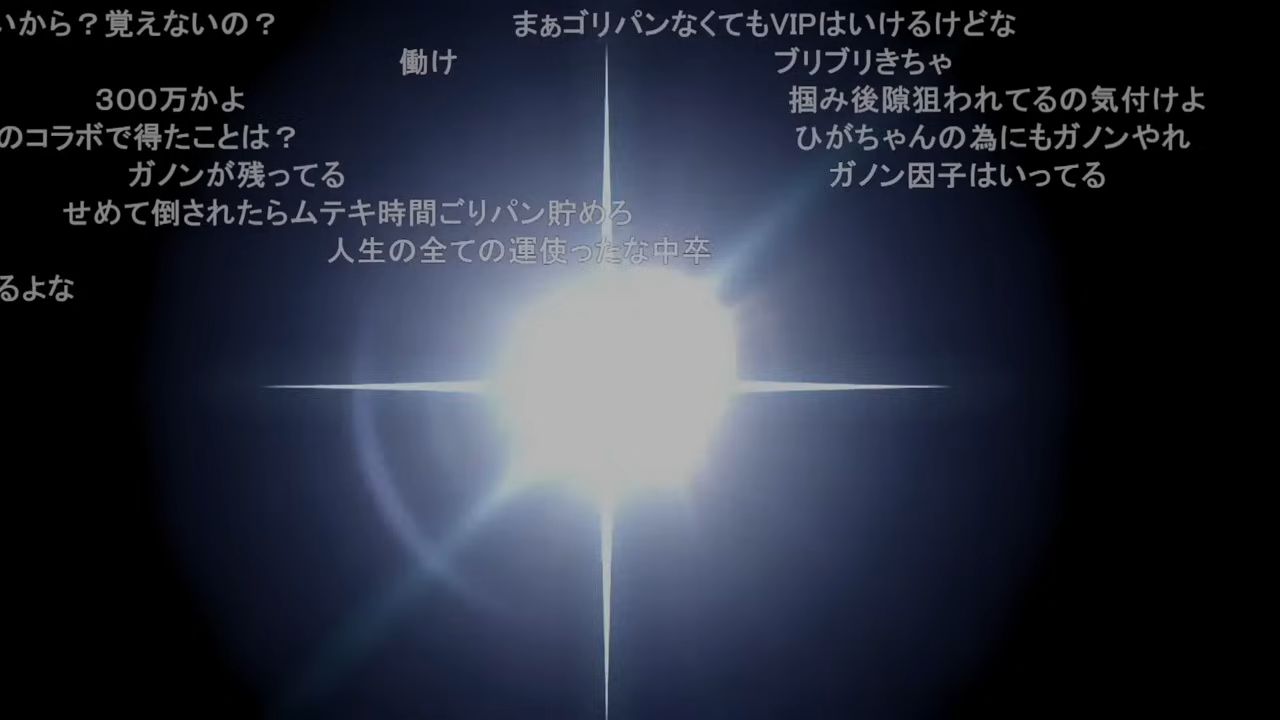 いから？覚えないの？
まぁゴリパンなくてもVIPはいけるけどな
働け
ブリブリきちゃ
３００万かよ
掴み後隙狙われてるの気付けよ
のコラボで得たことは？
ひがちゃんの為にもガノンやれ
ガノンが残ってる
ガノン因子はいってる
せめて倒されたらムテキ時間ごりパン貯めろ
人生の全ての運使ったな中卒
るよな